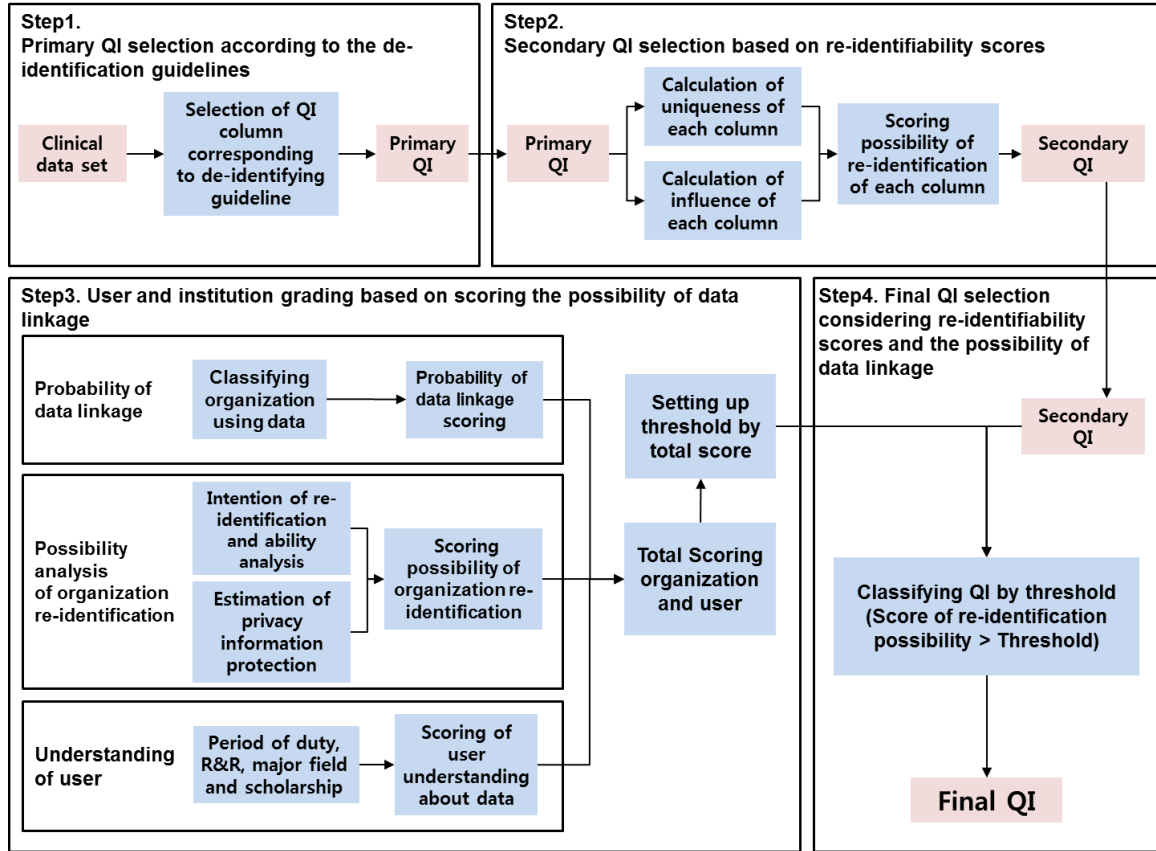 Step1.
Primary QI selection according to the de-
identification guidelines
Clinical
data set
Selection of QI
column
corresponding
to de-identifying
guideline
Primary
QI
Step2.
Secondary QI selection based on re-identifiability scores
Primary
QI
Calculation of
uniqueness of
each column
Calculation of
influence of
each column
Scoring
possibility of
re-identification
of each column
Secondary
QI
Step3. User and institution grading based on scoring the possibility of data
linkage
Probability of
data linkage
Classifying
organization
using data
Probability of
data linkage
scoring
Possibility
analysis
of organization
re-identification
Intention of re-
identification
and ability
analysis
Estimation of
privacy
information
protection
Scoring
possibility of
organization re-
identification
Understanding
of user
Period of duty,
R&R, major field
and scholarship
Scoring of
user
understanding
about data
Setting up
threshold by
total score
Total Scoring
organization
and user
Step4. Final QI selection
considering re-identifiability
scores and the possibility of
data linkage
Secondary
QI
Classifying QI by threshold
(Score of re-identification
possibility > Threshold)
Final QI